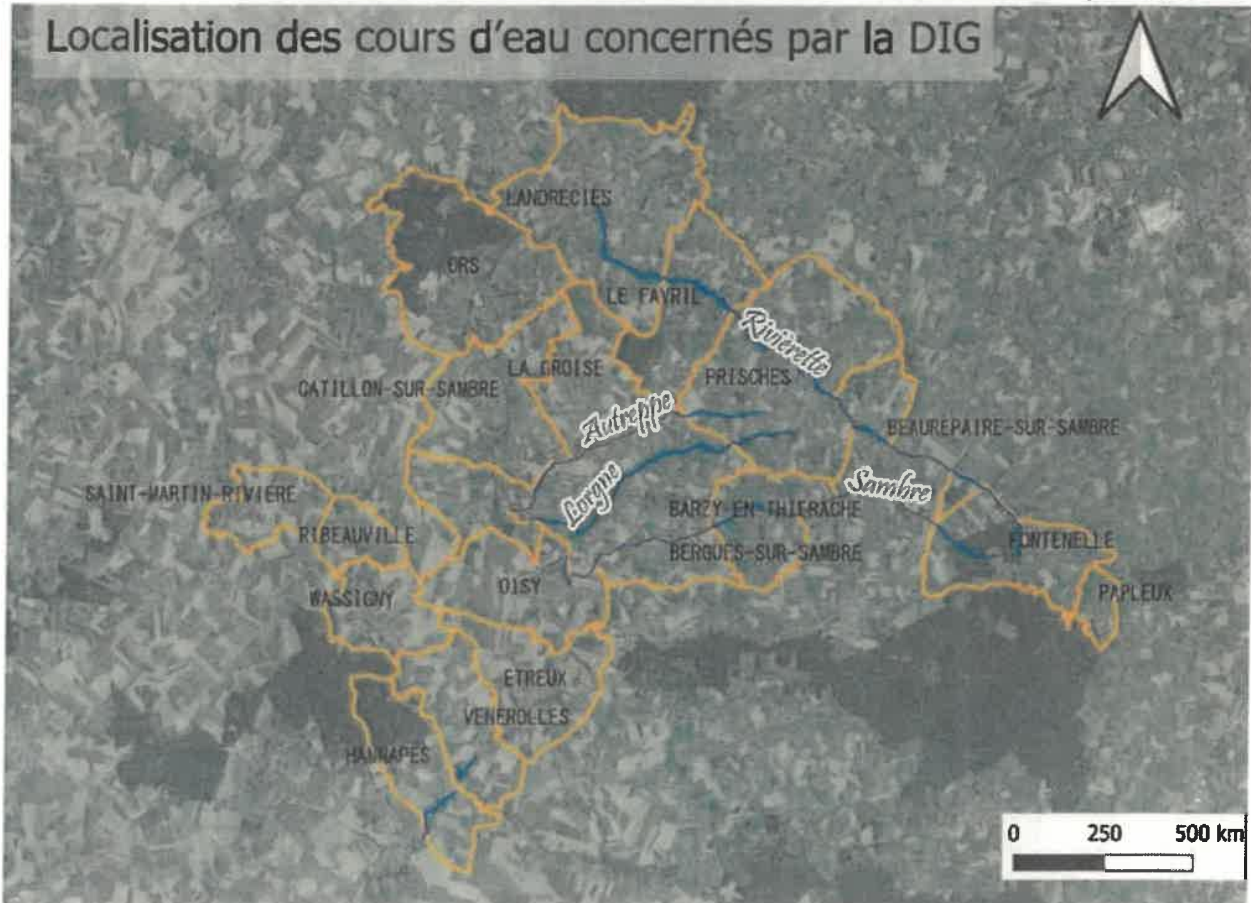 Localisation des cours d'eau concernés par la DIG
LANDRECIES
ORS
LE FAVRIL
Rivièrette
LA GROISE
CATILLON-SUR-SAMBRE
PRISCHES
Autreppe
BEAUREPAIRE-SUR-SAMBRE
Lorgne
Sambre
SAINT-MARTIN-RIVIÈRE
BARZY-EN-THIERACHE
RIBEAUVILLE
FONTENELLE
BERGUES-SUR-SAMBRE
OISY
WASSIGNY
PAPLEUX
ETREUX
VENEROLLES
HANNAPES
0 250 500 km